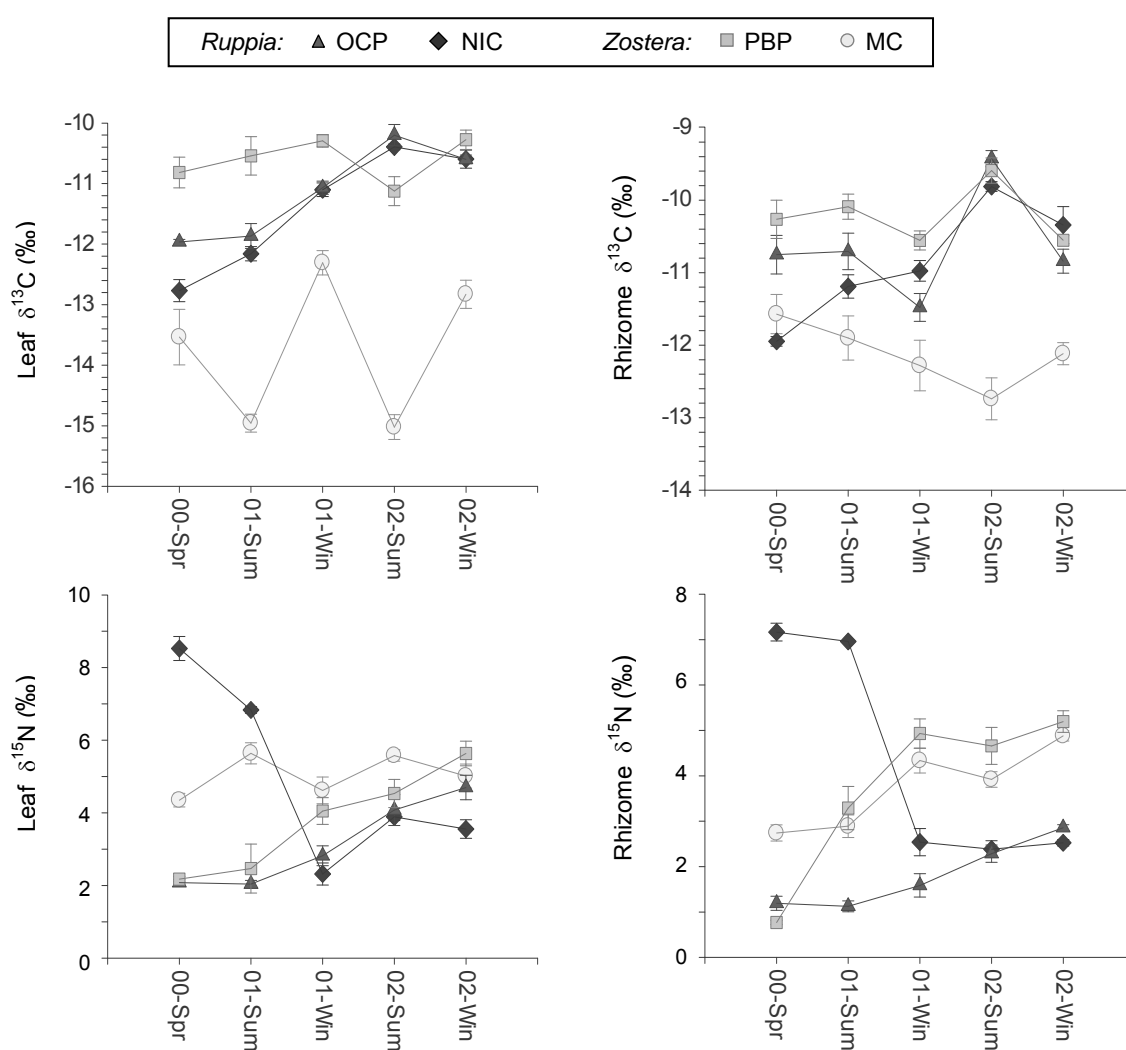 Ruppia: OCP NIC Zostera: PBP MC
Leaf δ¹³C (‰)
-10
-11
-12
-13
-14
-15
-16
00-Spr
01-Sum
01-Win
02-Sum
02-Win
Rhizome δ¹³C (‰)
-9
-10
-11
-12
-13
-14
00-Spr
01-Sum
01-Win
02-Sum
02-Win
Leaf δ¹⁵N (‰)
10
8
6
4
2
0
00-Spr
01-Sum
01-Win
02-Sum
02-Win
Rhizome δ¹⁵N (‰)
8
6
4
2
0
00-Spr
01-Sum
01-Win
02-Sum
02-Win